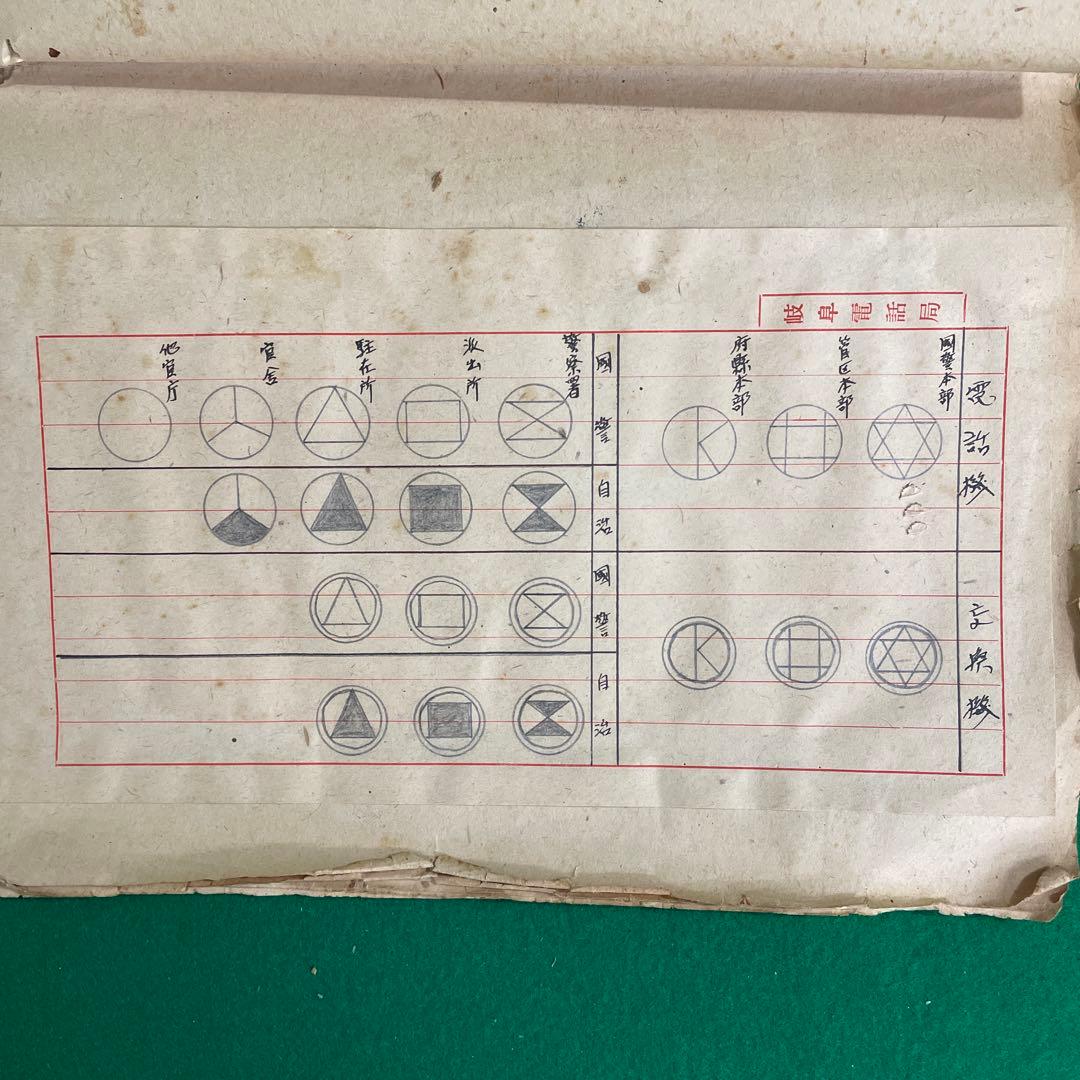 岐阜電話局
電話機
交換機
國警本部
管区本部
府縣本部
國警
自治
國警
自治
警察署
派出所
駐在所
官舎
他官庁